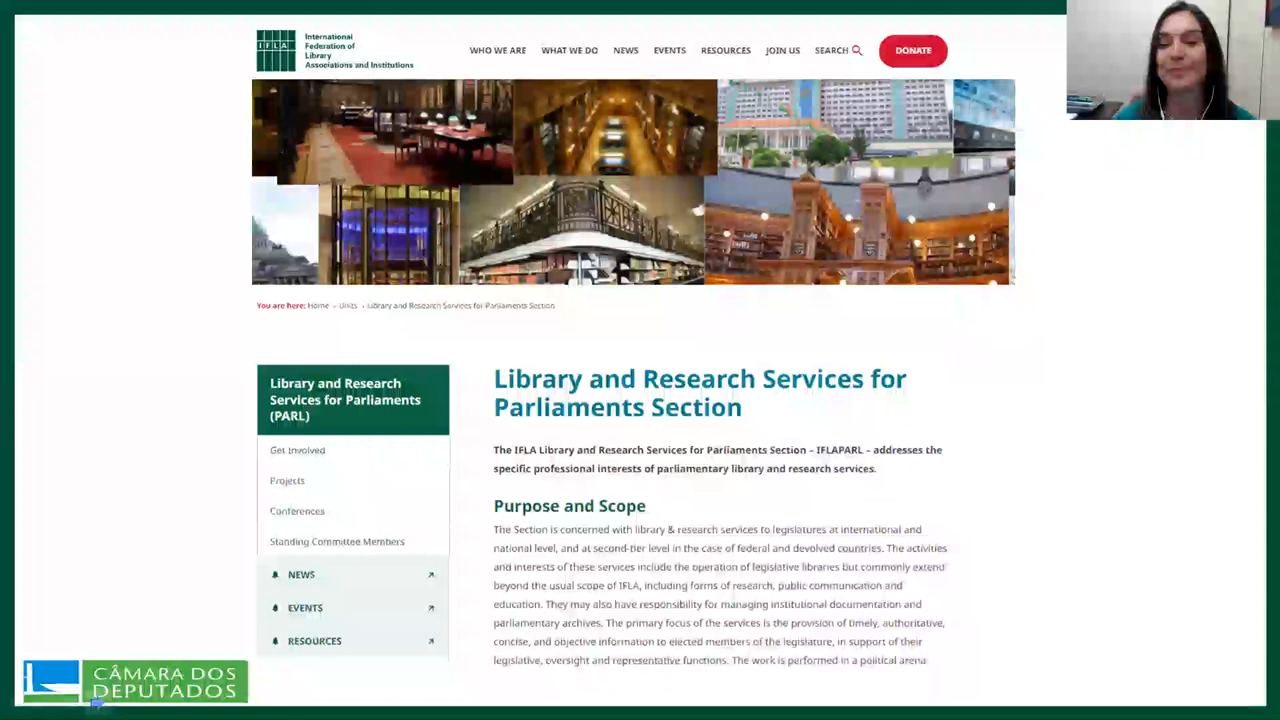 IFLA
International
Federation of
Library
Associations and Institutions
WHO WE ARE
WHAT WE DO
NEWS
EVENTS
RESOURCES
JOIN US
SEARCH
DONATE
You are here: Home › Units › Library and Research Services for Parliaments Section
Library and Research
Services for Parliaments
(PARL)
Get Involved
Projects
Conferences
Standing Committee Members
NEWS
EVENTS
RESOURCES
Library and Research Services for
Parliaments Section
The IFLA Library and Research Services for Parliaments Section – IFLAPARL – addresses the
specific professional interests of parliamentary library and research services.
Purpose and Scope
The Section is concerned with library & research services to legislatures at international and
national level, and at second-tier level in the case of federal and devolved countries. The activities
and interests of these services include the operation of legislative libraries but commonly extend
beyond the usual scope of IFLA, including forms of research, public communication and
education. They may also have responsibility for managing institutional documentation and
parliamentary archives. The primary focus of the services is the provision of timely, authoritative,
concise, and objective information to elected members of the legislature, in support of their
legislative, oversight and representative functions. The work is performed in a political arena
CÂMARA DOS
DEPUTADOS